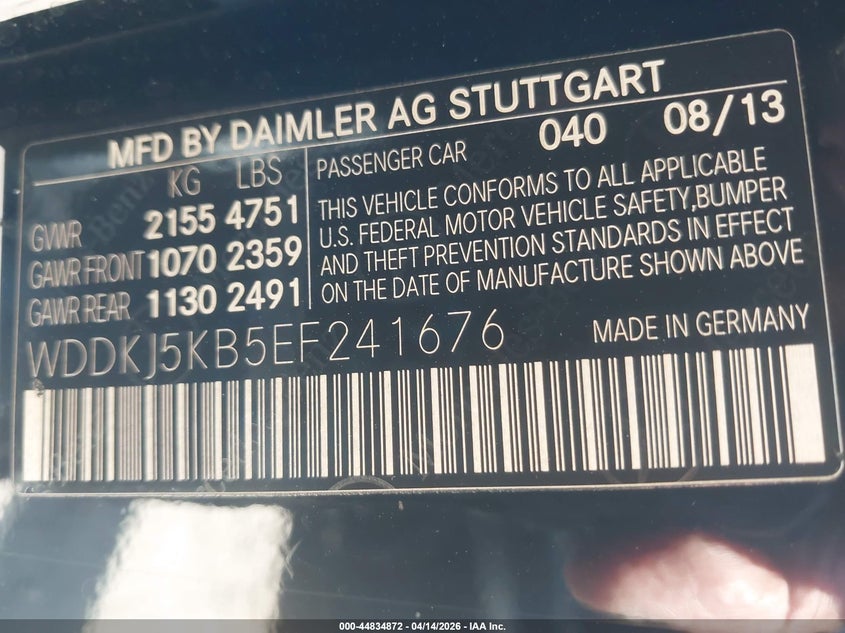 MFD BY DAIMLER AG STUTTGART
KG LBS
GVWR 2155 4751
GAWR FRONT 1070 2359
GAWR REAR 1130 2491
PASSENGER CAR 040 08/13
THIS VEHICLE CONFORMS TO ALL APPLICABLE
U.S. FEDERAL MOTOR VEHICLE SAFETY,BUMPER
AND THEFT PREVENTION STANDARDS IN EFFECT
ON THE DATE OF MANUFACTURE SHOWN ABOVE
WDDKJ5KB5EF241676 MADE IN GERMANY
000-44834872 - 04/14/2026 - IAA Inc.